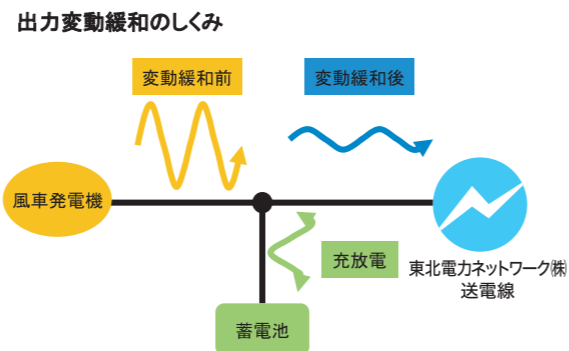 出力変動緩和のしくみ
変動緩和前
変動緩和後
風車発電機
充放電
東北電力ネットワーク㈱
送電線
蓄電池